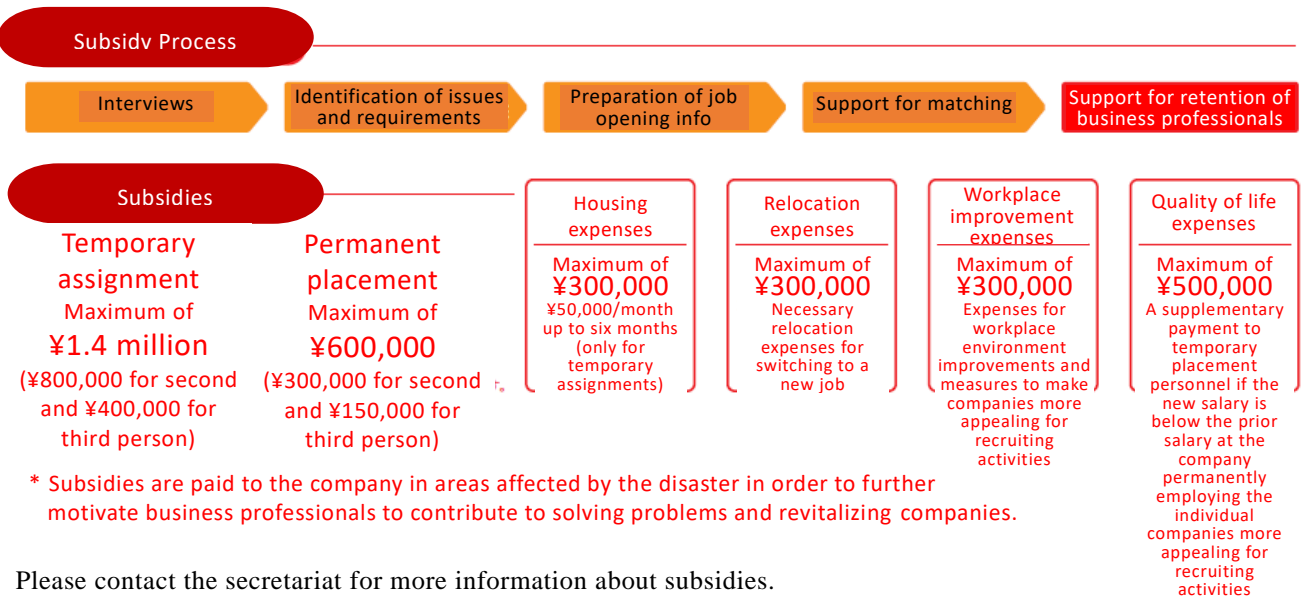 Subsidy Process
Interviews
Identification of issues
and requirements
Preparation of job
opening info
Support for matching
Support for retention of
business professionals
Subsidies
Temporary
assignment
Maximum of
¥1.4 million
(¥800,000 for second
and ¥400,000 for
third person)
Permanent
placement
Maximum of
¥600,000
(¥300,000 for second
and ¥150,000 for
third person)
Housing
expenses
Maximum of
¥300,000
¥50,000/month
up to six months
(only for
temporary
assignments)
Relocation
expenses
Maximum of
¥300,000
Necessary
relocation
expenses for
switching to a
new job
Workplace
improvement
expenses
Maximum of
¥300,000
Expenses for
workplace
environment
improvements and
measures to make
companies more
appealing for
recruiting
activities
Quality of life
expenses
Maximum of
¥500,000
A supplementary
payment to
temporary
placement
personnel if the
new salary is
below the prior
salary at the
company
permanently
employing the
individual
companies more
appealing for
recruiting
activities
* Subsidies are paid to the company in areas affected by the disaster in order to further
motivate business professionals to contribute to solving problems and revitalizing companies.
Please contact the secretariat for more information about subsidies.